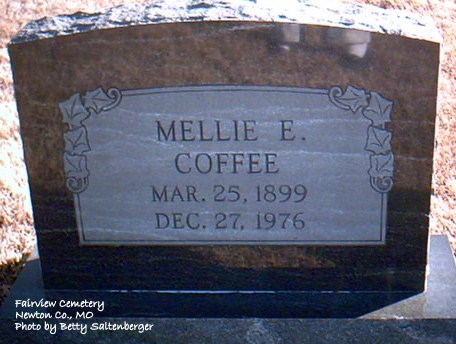 MELLIE E.
COFFEE
MAR. 25, 1899
DEC. 27, 1976
Fairview Cemetery
Newton Co., MO
Photo by Betty Saltenberger